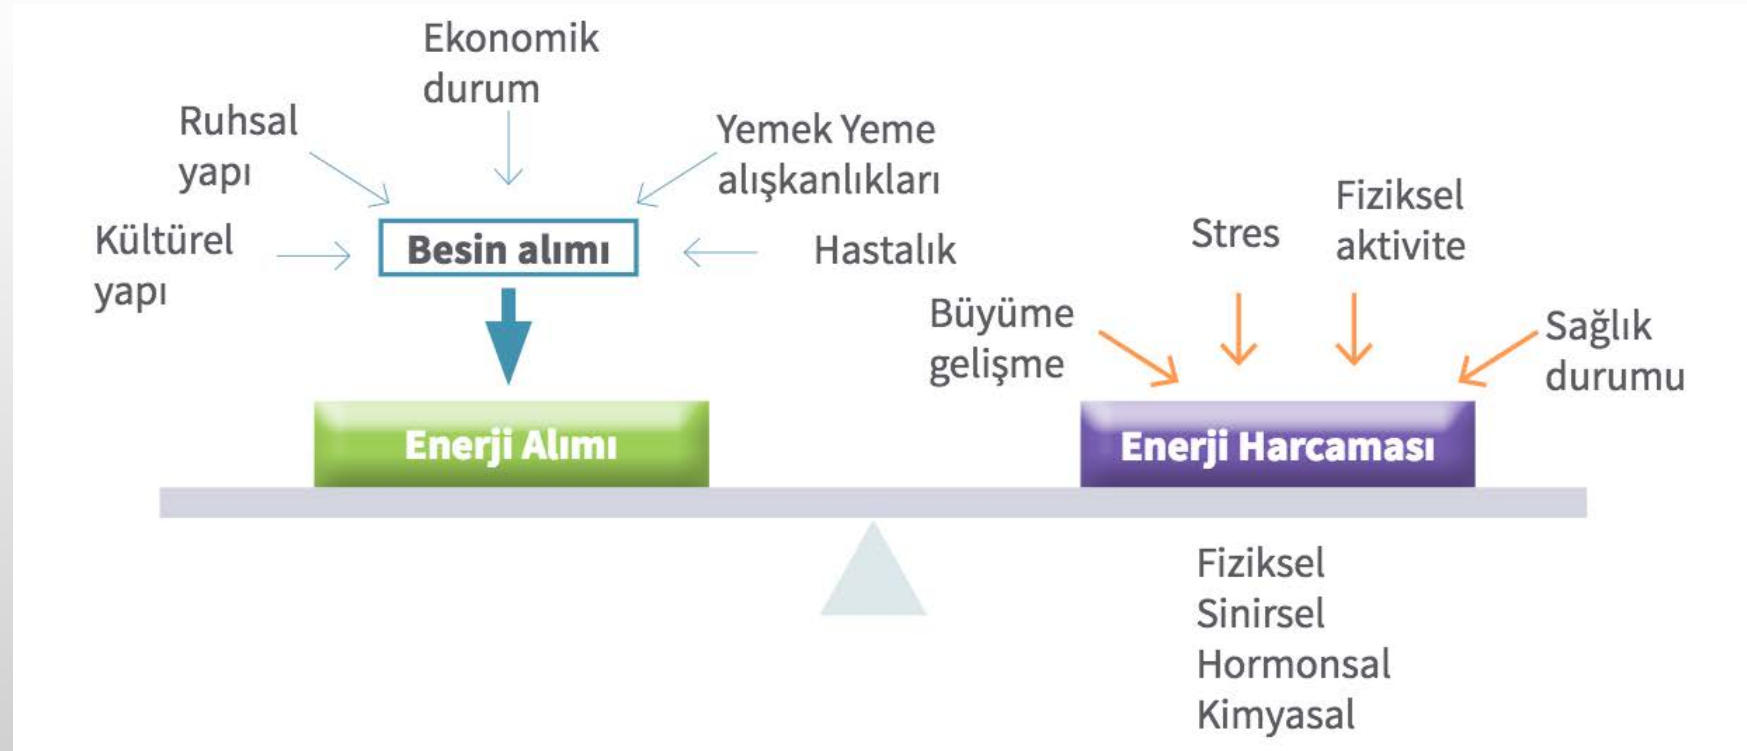 Ekonomik
durum
Ruhsal
yapı
Yemek Yeme
alışkanlıkları
Kültürel
yapı
Besin alımı
Hastalık
Stres
Fiziksel
aktivite
Büyüme
gelişme
Sağlık
durumu
Enerji Alımı
Enerji Harcaması
Fiziksel
Sinirsel
Hormonsal
Kimyasal